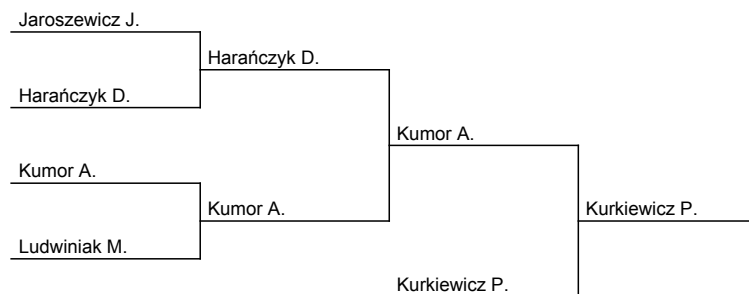 Jaroszewicz J.
Harańczyk D.
Harańczyk D.
Kumor A.
Kumor A.
Kumor A.
Kurkiewicz P.
Ludwiniak M.
Kurkiewicz P.